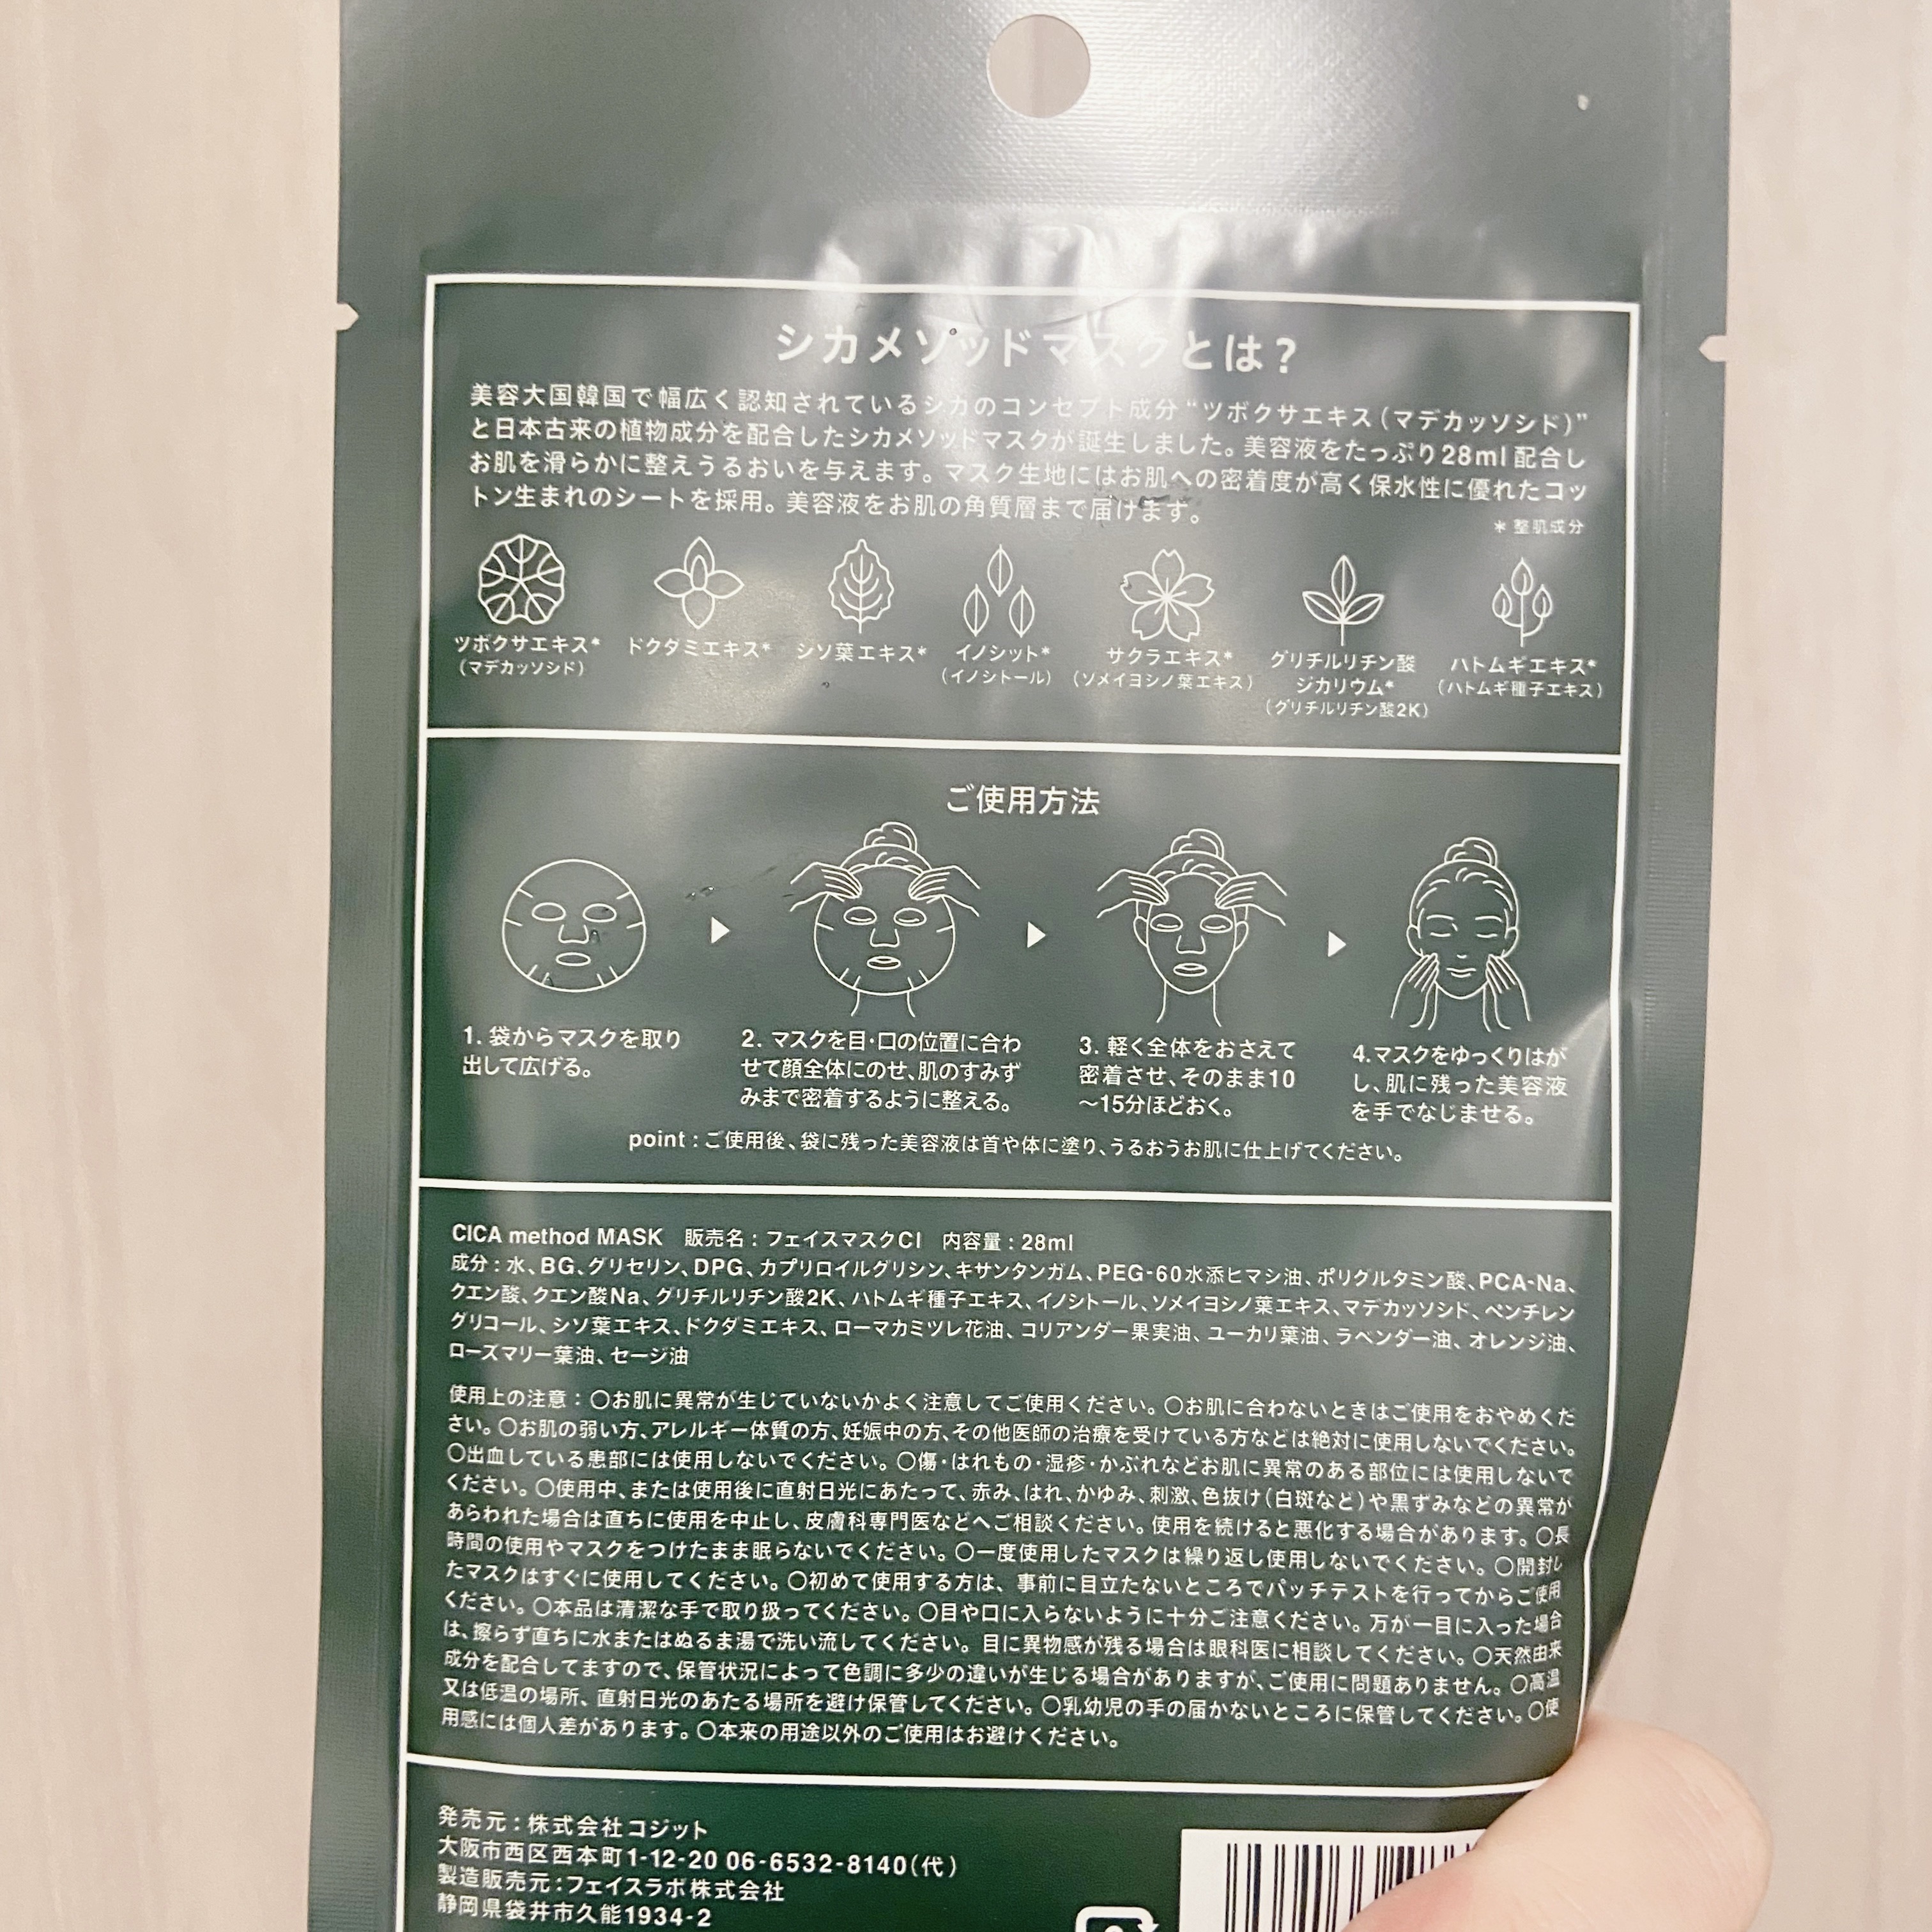 シカメソッドマスクとは？
美容大国韓国で幅広く認知されているシカのコンセプト成分“ツボクサエキス（マデカッソシド）”
と日本古来の植物成分を配合したシカメソッドマスクが誕生しました。美容液をたっぷり28ml配合し
お肌を滑らかに整えうるおいを与えます。マスク生地にはお肌への密着度が高く保水性に優れたコッ
トン生まれのシートを採用。美容液をお肌の角質層まで届けます。
＊整肌成分
ツボクサエキス*
（マデカッソシド）
ドクダミエキス*
シソ葉エキス*
イノシット*
（イノシトール）
サクラエキス*
（ソメイヨシノ葉エキス）
グリチルリチン酸
ジカリウム*
（グリチルリチン酸2K）
ハトムギエキス*
（ハトムギ種子エキス）
ご使用方法
1. 袋からマスクを取り
出して広げる。
2. マスクを目・口の位置に合わ
せて顔全体にのせ、肌のすみず
みまで密着するように整える。
3. 軽く全体をおさえて
密着させ、そのまま10
〜15分ほどおく。
4.マスクをゆっくりはが
し、肌に残った美容液
を手でなじませる。
point : ご使用後、袋に残った美容液は首や体に塗り、うるおうお肌に仕上げてください。
CICA method MASK　販売名：フェイスマスクCI　内容量：28ml
成分：水、BG、グリセリン、DPG、カプリロイルグリシン、キサンタンガム、PEG-60水添ヒマシ油、ポリグルタミン酸、PCA-Na、
クエン酸、クエン酸Na、グリチルリチン酸2K、ハトムギ種子エキス、イノシトール、ソメイヨシノ葉エキス、マデカッソシド、ペンチレン
グリコール、シソ葉エキス、ドクダミエキス、ローマカミツレ花油、コリアンダー果実油、ユーカリ葉油、ラベンダー油、オレンジ油、
ローズマリー葉油、セージ油
使用上の注意：〇お肌に異常が生じていないかよく注意してご使用ください。〇お肌に合わないときはご使用をおやめくだ
さい。〇お肌の弱い方、アレルギー体質の方、妊娠中の方、その他医師の治療を受けている方などは絶対に使用しないでください。
〇出血している患部には使用しないでください。〇傷・はれもの・湿疹・かぶれなどお肌に異常のある部位には使用しないで
ください。〇使用中、または使用後に直射日光にあたって、赤み、はれ、かゆみ、刺激、色抜け（白斑など）や黒ずみなどの異常が
あらわれた場合は直ちに使用を中止し、皮膚科専門医などへご相談ください。使用を続けると悪化する場合があります。〇長
時間の使用やマスクをつけたまま眠らないでください。〇一度使用したマスクは繰り返し使用しないでください。〇開封し
たマスクはすぐに使用してください。〇初めて使用する方は、事前に目立たないところでパッチテストを行ってからご使用
ください。〇本品は清潔な手で取り扱ってください。〇目や口に入らないように十分ご注意ください。万が一目に入った場合
は、擦らず直ちに水またはぬるま湯で洗い流してください。目に異物感が残る場合は眼科医に相談してください。〇天然由来
成分を配合してますので、保管状況によって色調に多少の違いが生じる場合がありますが、ご使用に問題ありません。〇高温
又は低温の場所、直射日光のあたる場所を避け保管してください。〇乳幼児の手の届かないところに保管してください。〇使
用感には個人差があります。〇本来の用途以外のご使用はお避けください。
発売元：株式会社コジット
大阪市西区西本町1-12-20 06-6532-8140（代）
製造販売元：フェイスラボ株式会社
静岡県袋井市久能1934-2